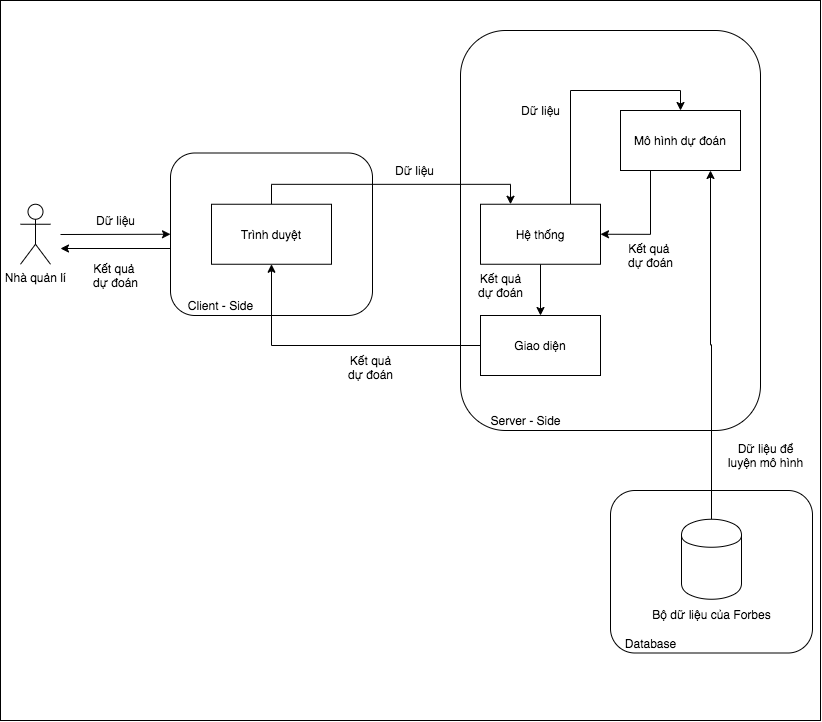 Dữ liệu
Mô hình dự đoán
Dữ liệu
Dữ liệu
Trình duyệt
Hệ thống
Kết quả
dự đoán
Nhà quản lí
Kết quả
dự đoán
Kết quả
dự đoán
Client - Side
Giao diện
Kết quả
dự đoán
Server - Side
Dữ liệu để
luyện mô hình
Bộ dữ liệu của Forbes
Database